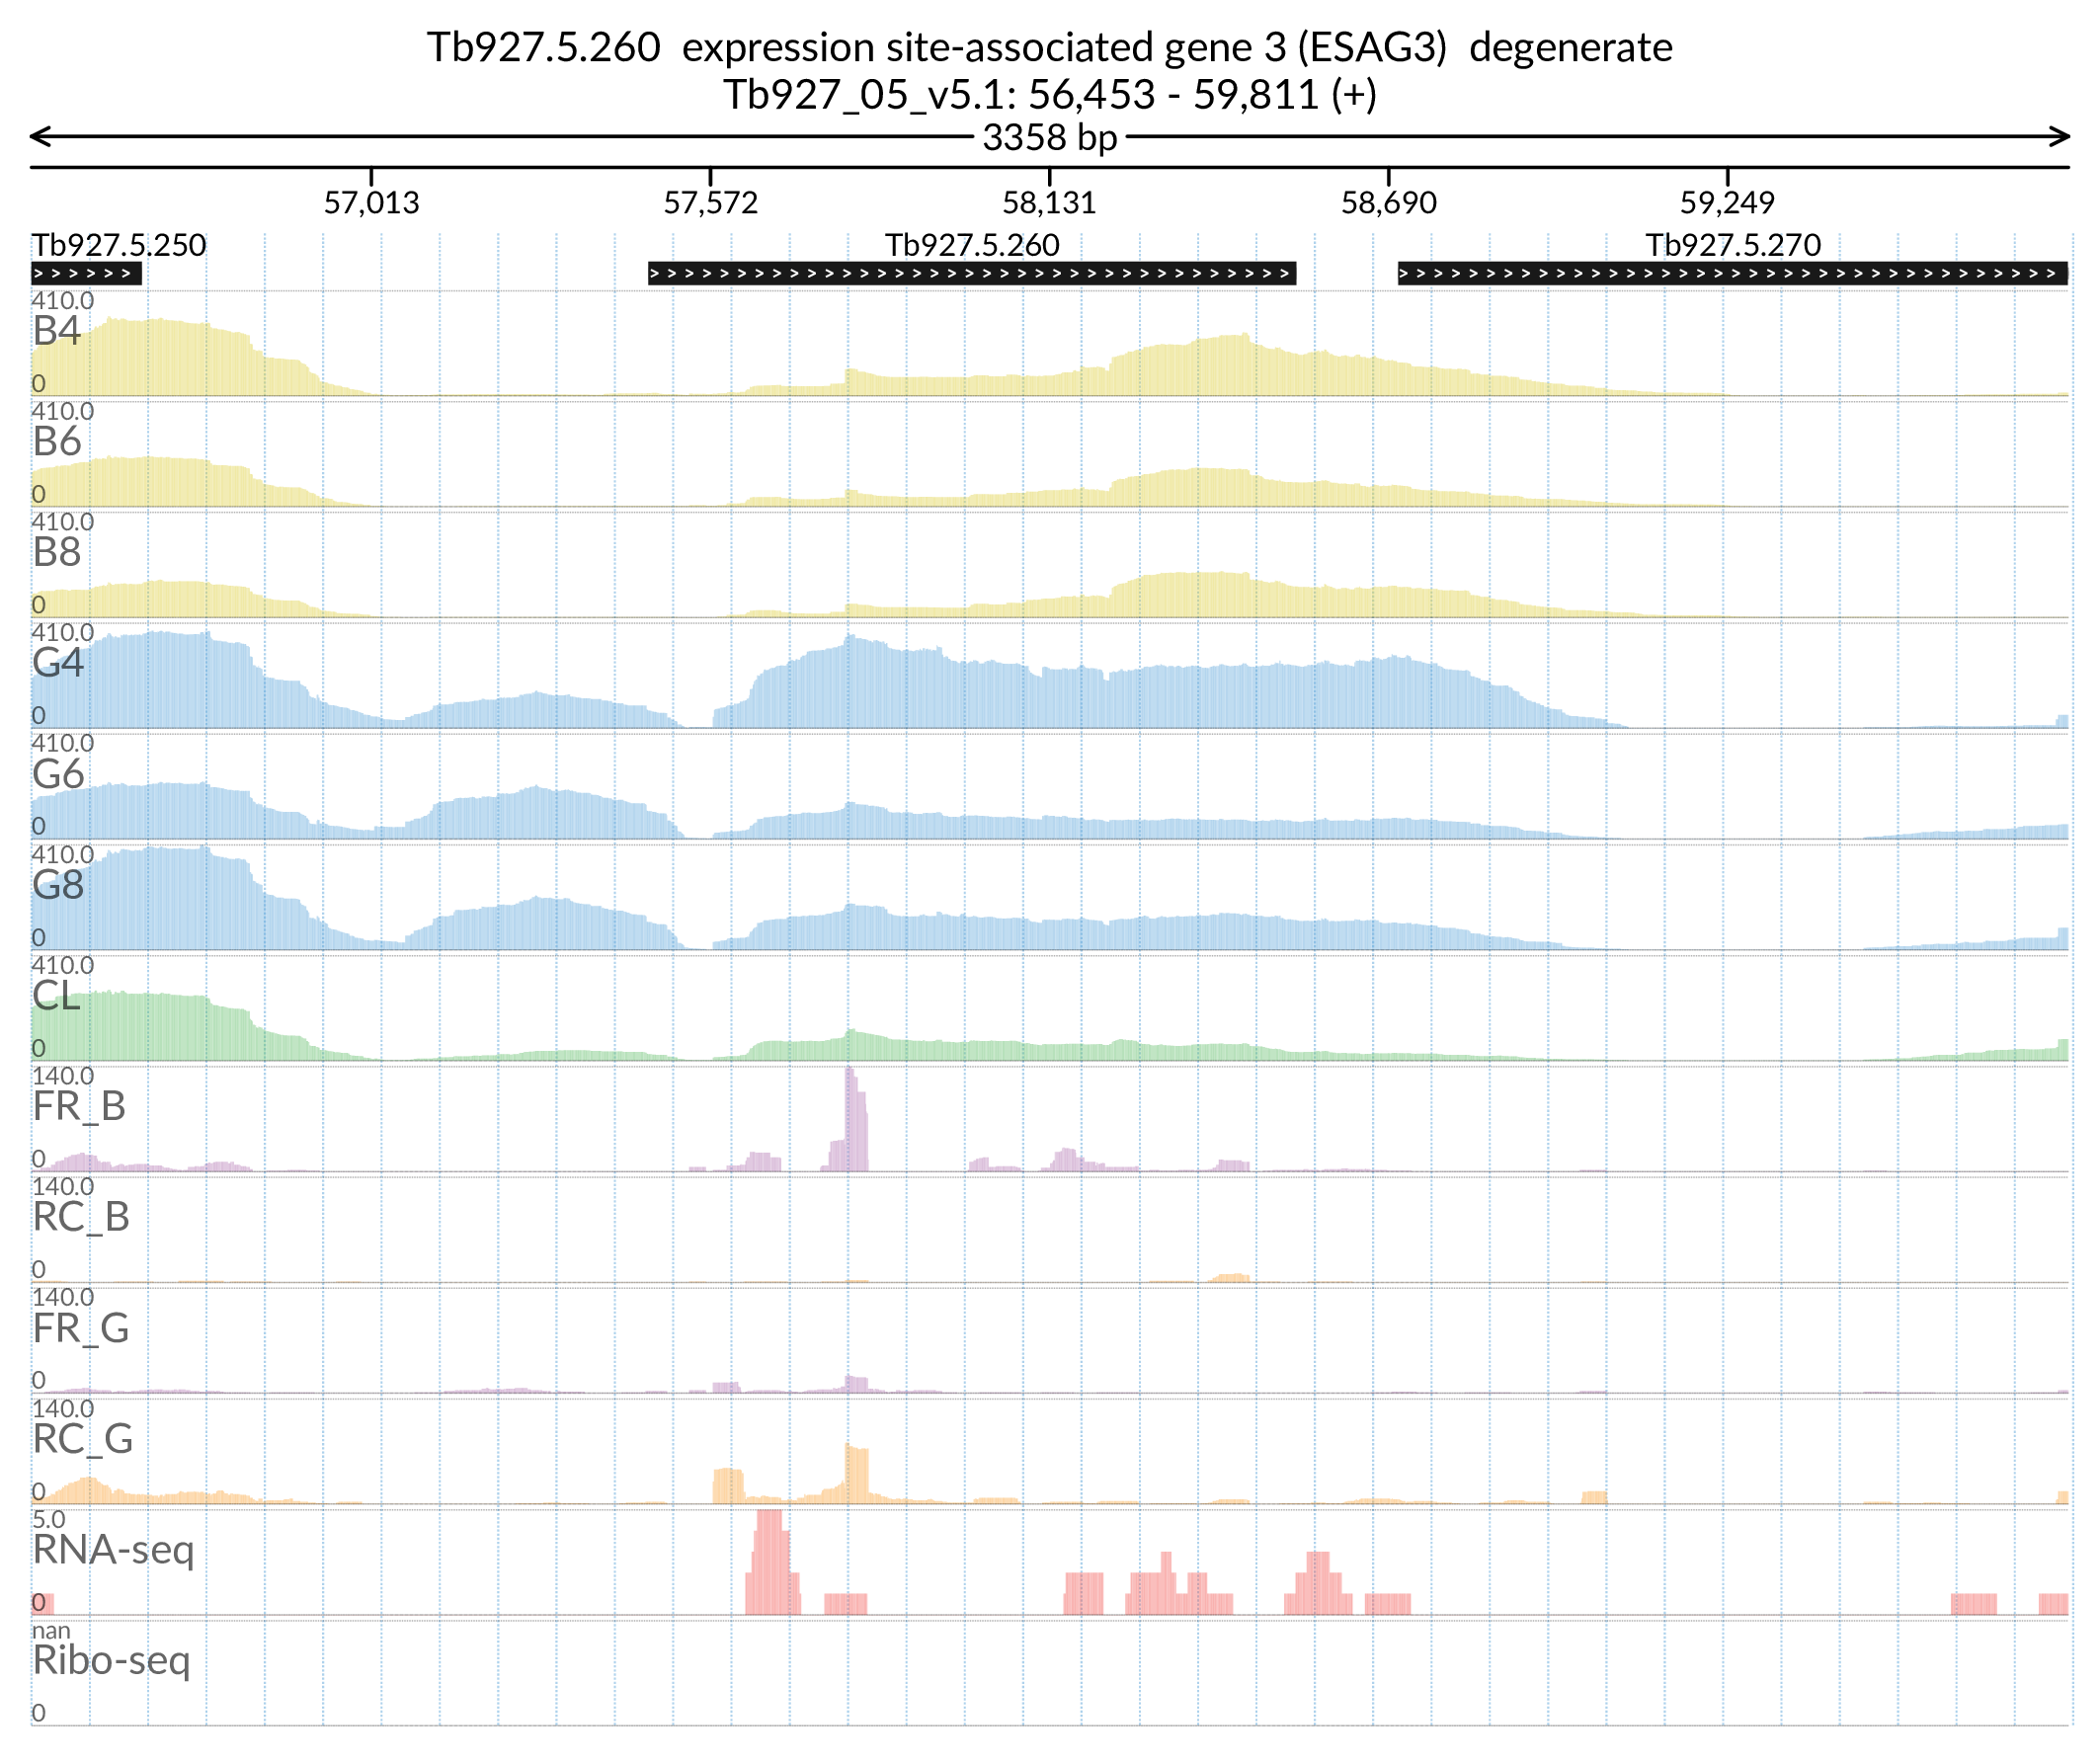 Tb927.5.260  expression site-associated gene 3 (ESAG3)  degenerate
Tb927_05_v5.1: 56,453 - 59,811 (+)
3358 bp
57,013 57,572 58,131 58,690 59,249
Tb927.5.250 Tb927.5.260 Tb927.5.270
410.0
B4
0
410.0
B6
0
410.0
B8
0
410.0
G4
0
410.0
G6
0
410.0
G8
0
410.0
CL
0
140.0
FR_B
0
140.0
RC_B
0
140.0
FR_G
0
140.0
RC_G
0
5.0
RNA-seq
0
nan
Ribo-seq
0